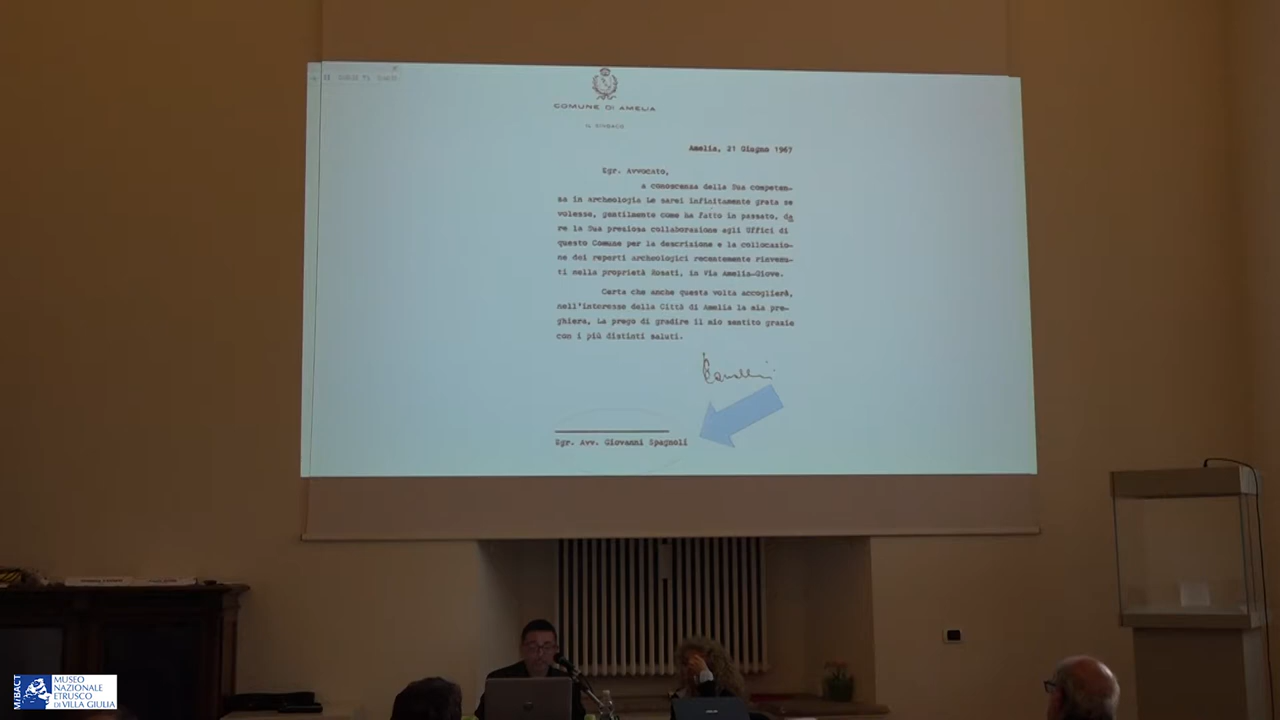 COMUNE DI AMELIA
IL SINDACO
Amelia, 21 Giugno 1967
Egr. Avvocato,
a conoscenza della Sua competen-
za in archeologia Le sarei infinitamente grata se
volesse, gentilmente come ha fatto in passato, da
re la Sua preziosa collaborazione agli Uffici di
questo Comune per la descrizione e la collocazio-
ne dei reperti archeologici recentemente rinvenu-
ti nella proprietà Rosati, in Via Amelia-Giove.
Certa che anche questa volta accoglierà,
nell'interesse della Città di Amelia la mia pre-
ghiera, La prego di gradire il mio sentito grazie
con i più distinti saluti.
Egr. Avv. Giovanni Spagnoli
MiBACT
MUSEO
NAZIONALE
ETRUSCO
DI VILLA GIULIA